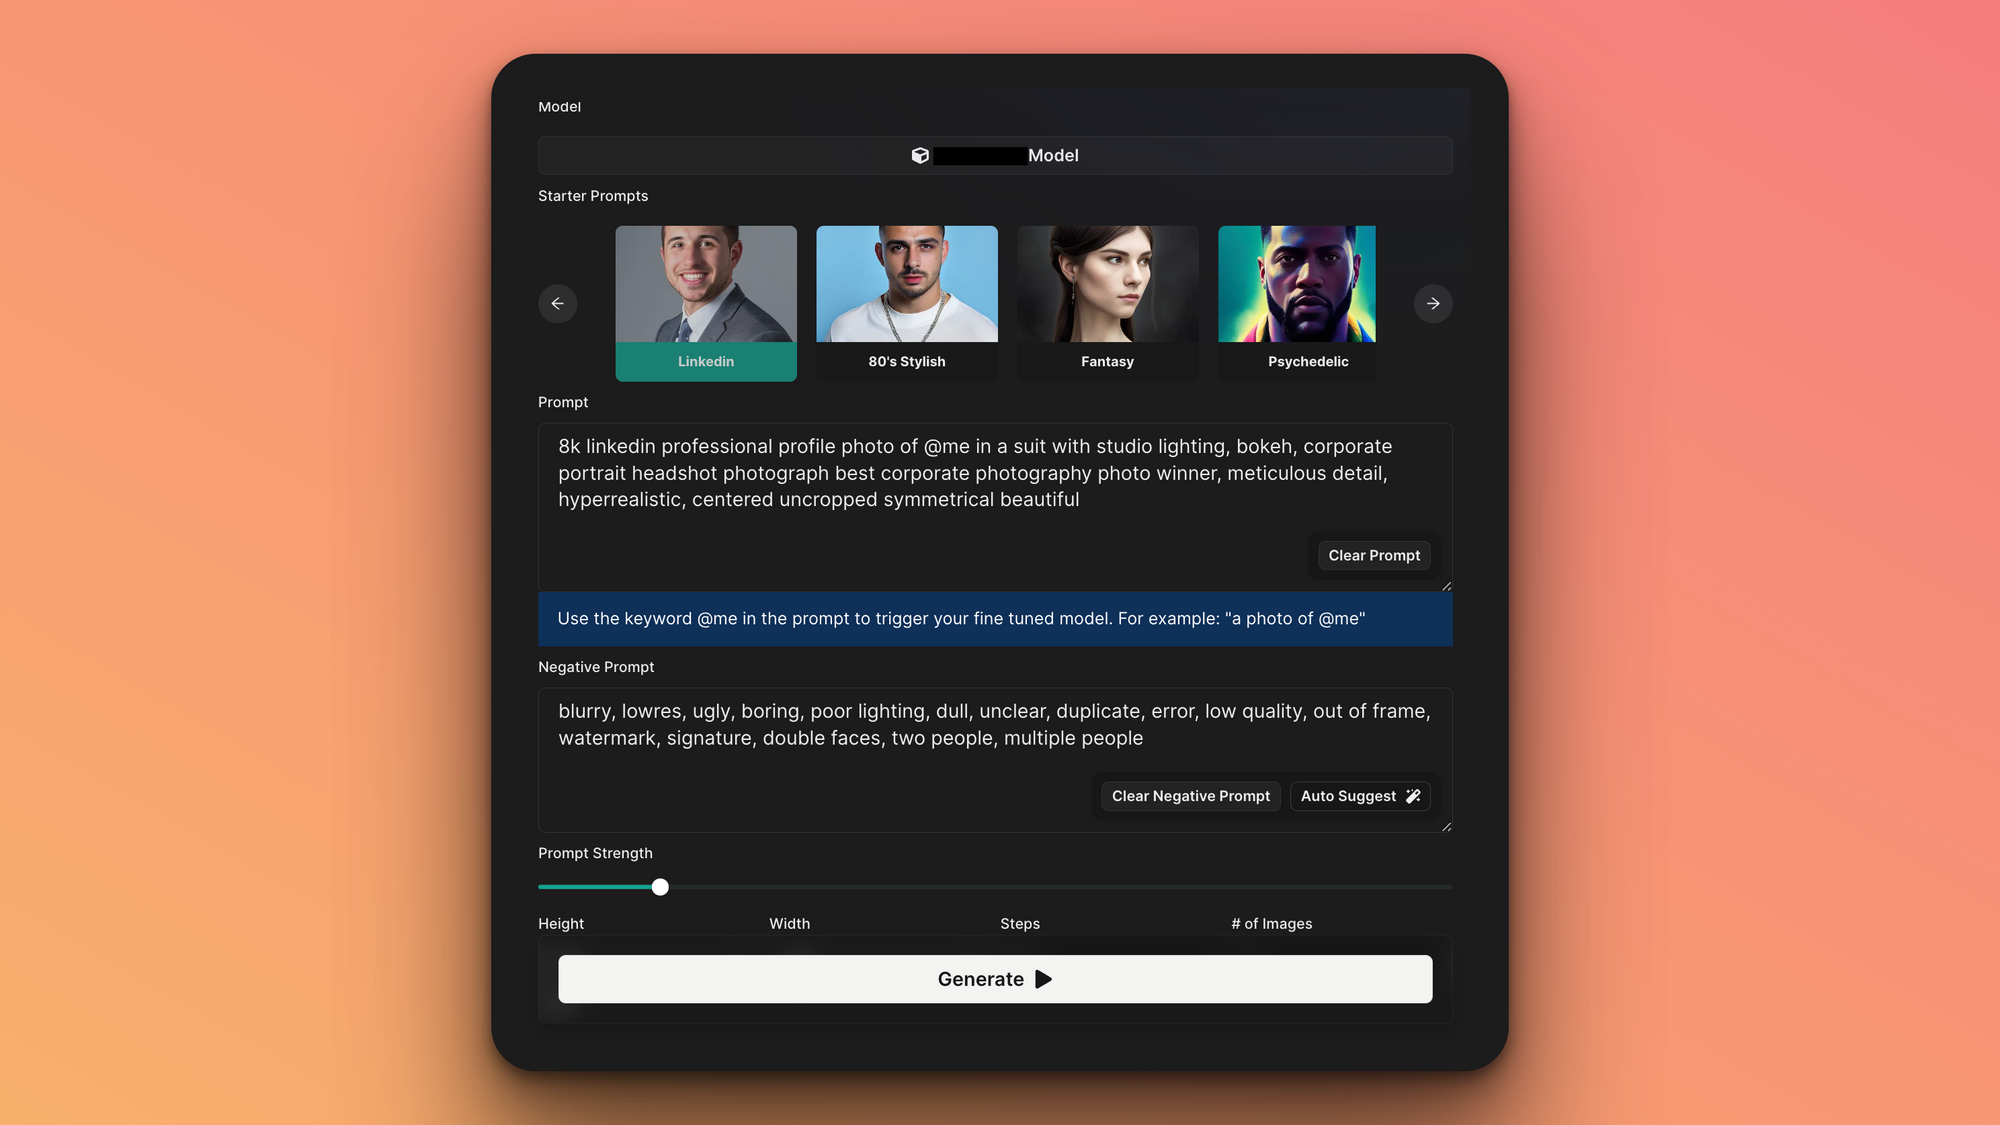 Model
Model
Starter Prompts
Linkedin
80's Stylish
Fantasy
Psychedelic
Prompt
8k linkedin professional profile photo of @me in a suit with studio lighting, bokeh, corporate
portrait headshot photograph best corporate photography photo winner, meticulous detail,
hyperrealistic, centered uncropped symmetrical beautiful
Clear Prompt
Use the keyword @me in the prompt to trigger your fine tuned model. For example: "a photo of @me"
Negative Prompt
blurry, lowres, ugly, boring, poor lighting, dull, unclear, duplicate, error, low quality, out of frame,
watermark, signature, double faces, two people, multiple people
Clear Negative Prompt
Auto Suggest
Prompt Strength
Height
Width
Steps
# of Images
Generate